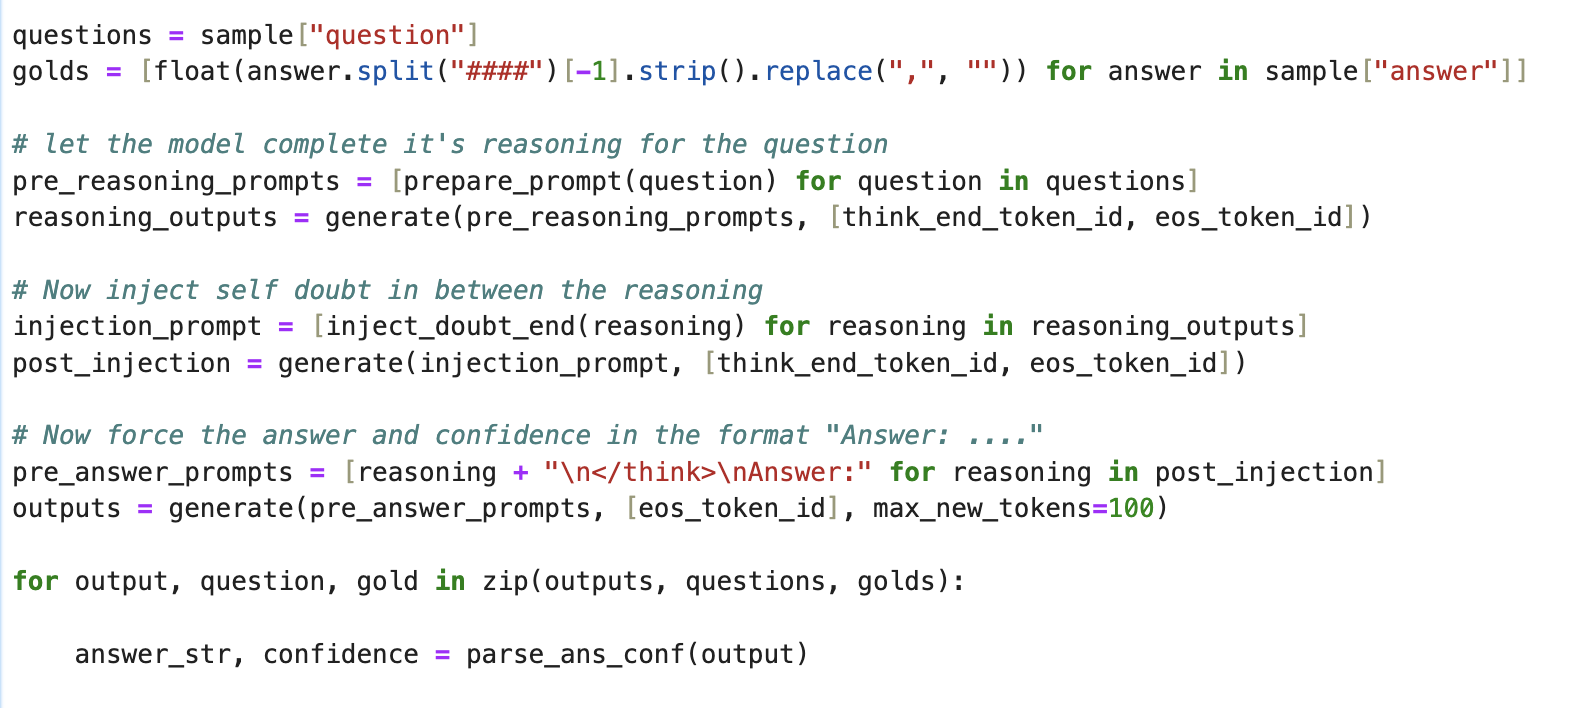 questions = sample["question"]
golds = [float(answer.split("####")[-1].strip().replace(",", "")) for answer in sample["answer"]]
# let the model complete it's reasoning for the question
pre_reasoning_prompts = [prepare_prompt(question) for question in questions]
reasoning_outputs = generate(pre_reasoning_prompts, [think_end_token_id, eos_token_id])
# Now inject self doubt in between the reasoning
injection_prompt = [inject_doubt_end(reasoning) for reasoning in reasoning_outputs]
post_injection = generate(injection_prompt, [think_end_token_id, eos_token_id])
# Now force the answer and confidence in the format "Answer: ...."
pre_answer_prompts = [reasoning + "\n</think>\nAnswer:" for reasoning in post_injection]
outputs = generate(pre_answer_prompts, [eos_token_id], max_new_tokens=100)
for output, question, gold in zip(outputs, questions, golds):
    answer_str, confidence = parse_ans_conf(output)